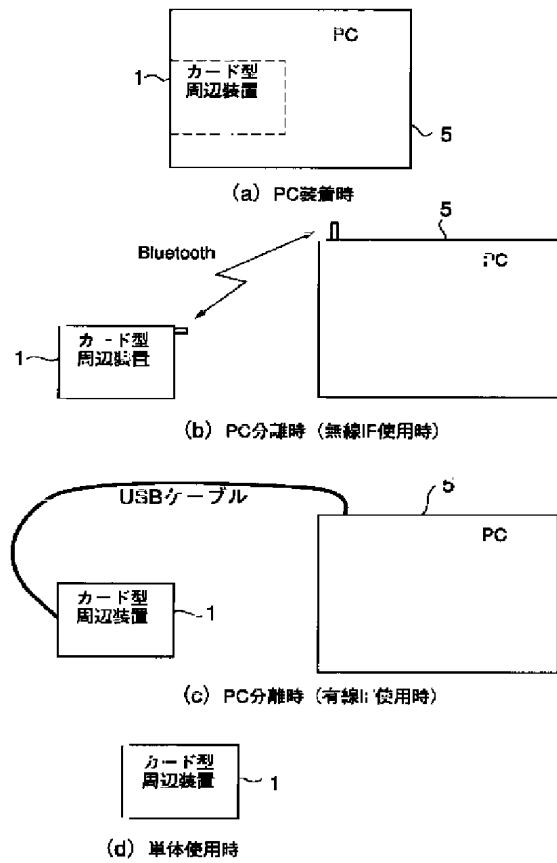 PC
1
カード型
周辺装置
5
(a) PC装着時
5
Bluetooth
PC
1
カード型
周辺装置
(b) PC分離時（無線IF使用時）
USBケーブル
5
PC
カード型
周辺装置
1
(c) PC分離時（有線IF使用時）
カード型
周辺装置
1
(d) 単体使用時